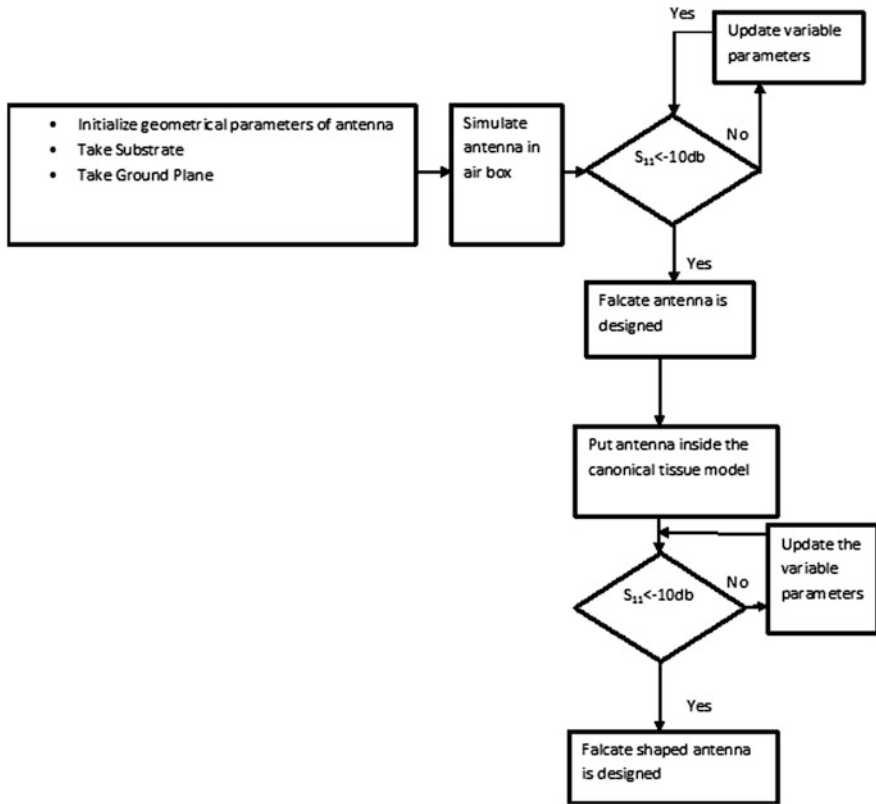 Yes
Update variable
parameters
• Initialize geometrical parameters of antenna
• Take Substrate
• Take Ground Plane
Simulate
antenna in
air box
S₁₁<-10db
No
Yes
Falcate antenna is
designed
Put antenna inside the
canonical tissue model
Update the
variable
parameters
S₁₁<-10db
No
Yes
Falcate shaped antenna
is designed